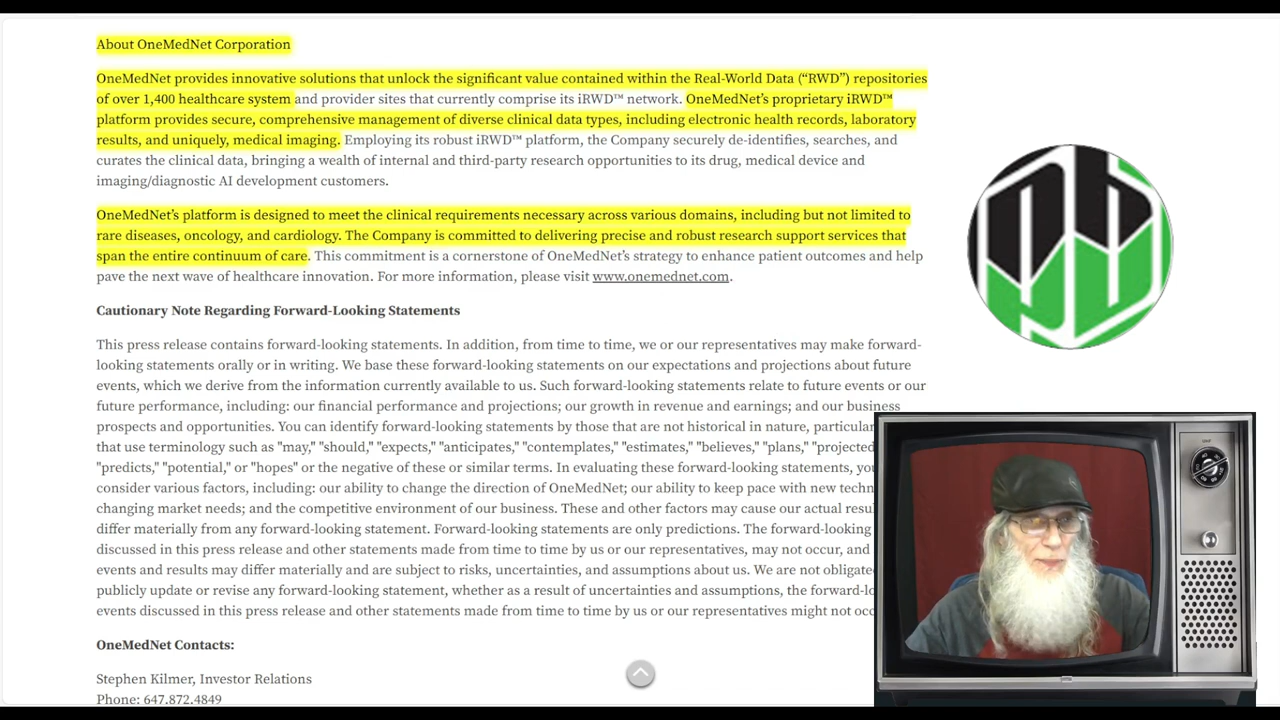 About OneMedNet Corporation
OneMedNet provides innovative solutions that unlock the significant value contained within the Real-World Data (“RWD”) repositories
of over 1,400 healthcare system and provider sites that currently comprise its iRWD™ network. OneMedNet’s proprietary iRWD™
platform provides secure, comprehensive management of diverse clinical data types, including electronic health records, laboratory
results, and uniquely, medical imaging. Employing its robust iRWD™ platform, the Company securely de-identifies, searches, and
curates the clinical data, bringing a wealth of internal and third-party research opportunities to its drug, medical device and
imaging/diagnostic AI development customers.
OneMedNet’s platform is designed to meet the clinical requirements necessary across various domains, including but not limited to
rare diseases, oncology, and cardiology. The Company is committed to delivering precise and robust research support services that
span the entire continuum of care. This commitment is a cornerstone of OneMedNet’s strategy to enhance patient outcomes and help
pave the next wave of healthcare innovation. For more information, please visit www.onemednet.com.
Cautionary Note Regarding Forward-Looking Statements
This press release contains forward-looking statements. In addition, from time to time, we or our representatives may make forward-
looking statements orally or in writing. We base these forward-looking statements on our expectations and projections about future
events, which we derive from the information currently available to us. Such forward-looking statements relate to future events or our
future performance, including: our financial performance and projections; our growth in revenue and earnings; and our business
prospects and opportunities. You can identify forward-looking statements by those that are not historical in nature, particular
that use terminology such as "may," "should," "expects," "anticipates," "contemplates," "estimates," "believes," "plans," "projected
"predicts," "potential," or "hopes" or the negative of these or similar terms. In evaluating these forward-looking statements, you
consider various factors, including: our ability to change the direction of OneMedNet; our ability to keep pace with new techn
changing market needs; and the competitive environment of our business. These and other factors may cause our actual resu
differ materially from any forward-looking statement. Forward-looking statements are only predictions. The forward-looking
discussed in this press release and other statements made from time to time by us or our representatives, may not occur, and
events and results may differ materially and are subject to risks, uncertainties, and assumptions about us. We are not obligate
publicly update or revise any forward-looking statement, whether as a result of uncertainties and assumptions, the forward-lo
events discussed in this press release and other statements made from time to time by us or our representatives might not occ
OneMedNet Contacts:
Stephen Kilmer, Investor Relations
Phone: 647.872.4849